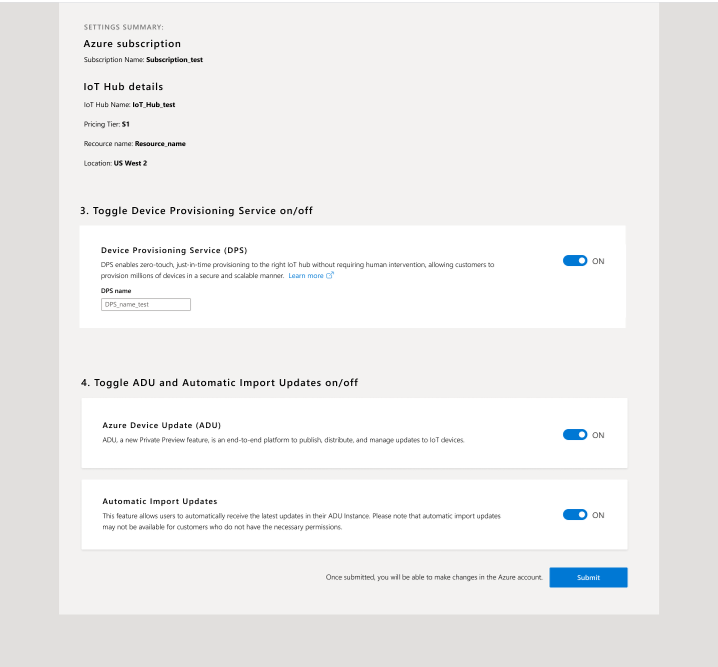 SETTINGS SUMMARY:
Azure subscription
Subscription Name: Subscription_test
IoT Hub details
IoT Hub Name: IoT_Hub_test
Pricing Tier: S1
Recource name: Resource_name
Location: US West 2
3. Toggle Device Provisioning Service on/off
Device Provisioning Service (DPS)
DPS enables zero-touch, just-in-time provisioning to the right IoT hub without requiring human intervention, allowing customers to
provision millions of devices in a secure and scalable manner. Learn more
ON
DPS name
DPS_name_test
4. Toggle ADU and Automatic Import Updates on/off
Azure Device Update (ADU)
ADU, a new Private Preview feature, is an end-to-end platform to publish, distribute, and manage updates to IoT devices.
ON
Automatic Import Updates
This feature allows users to automatically receive the latest updates in their ADU Instance. Please note that automatic import updates
may not be available for customers who do not have the necessary permissions.
ON
Once submitted, you will be able to make changes in the Azure account.
Submit